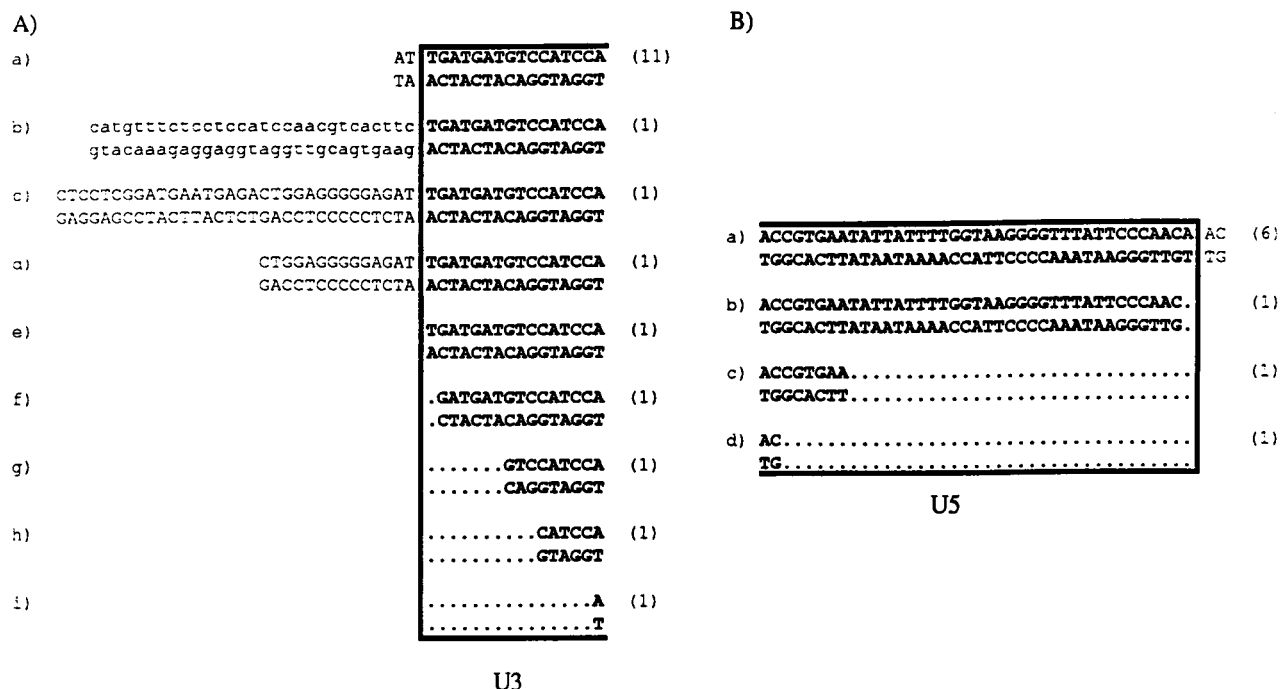 A)
a) AT TGATGATGTCCATCCA (11)
TA ACTACTACAGGTAGGT
b) catgtttctcctccatccaacgtcacttc TGATGATGTCCATCCA (1)
gtacaaagaggaggtaggttgcagtgaag ACTACTACAGGTAGGT
c) CTCCTCGGATGAATGAGACTGGAGGGGGAGAT TGATGATGTCCATCCA (1)
GAGGAGCCTACTTACTCTGACCTCCCCCTCTA ACTACTACAGGTAGGT
d) CTGGAGGGGGAGAT TGATGATGTCCATCCA (1)
GACCTCCCCCTCTA ACTACTACAGGTAGGT
e) TGATGATGTCCATCCA (1)
ACTACTACAGGTAGGT
f) .GATGATGTCCATCCA (1)
.CTACTACAGGTAGGT
g) .......GTCCATCCA (1)
.......CAGGTAGGT
h) ..........CATCCA (1)
..........GTAGGT
i) ...............A (1)
...............T
U3
B)
a) ACCGTGAATATTATTTTGGTAAGGGGTTTATTCCCAACA AC (6)
TGGCACTTATAATAAAACCATTCCCCAAATAAGGGTTGT TG
b) ACCGTGAATATTATTTTGGTAAGGGGTTTATTCCCAAC. (1)
TGGCACTTATAATAAAACCATTCCCCAAATAAGGGTTG.
c) ACCGTGAA............................... (1)
TGGCACTT...............................
d) AC..................................... (1)
TG.....................................
U5